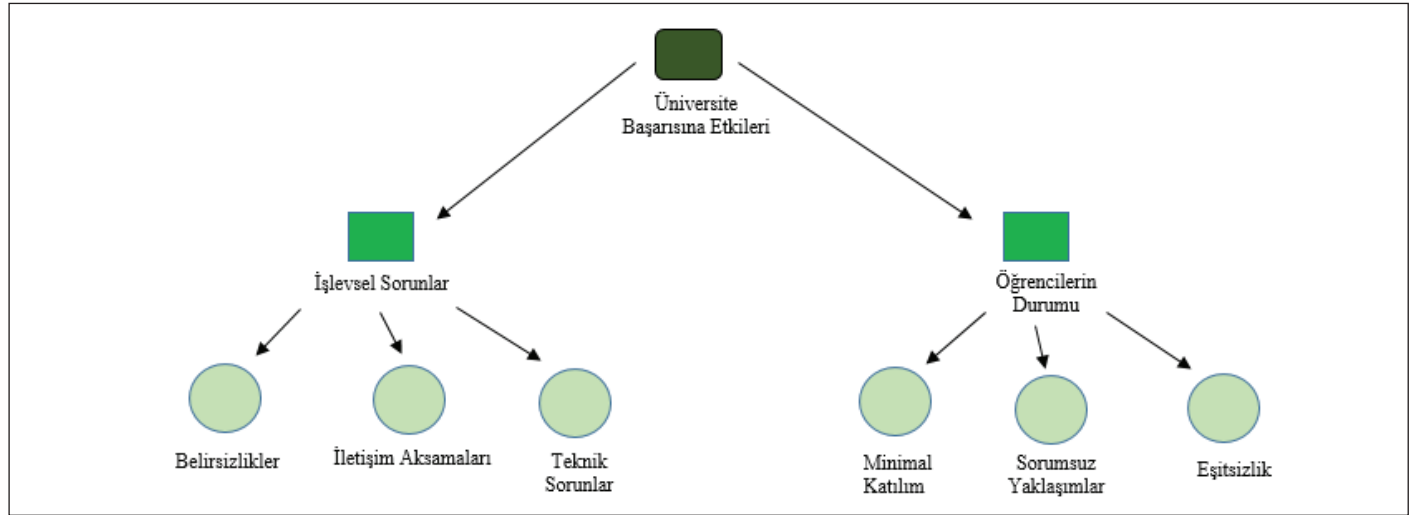 Üniversite
Başarısına Etkileri
İşlevsel Sorunlar
Öğrencilerin
Durumu
Belirsizlikler
İletişim Aksamaları
Teknik
Sorunlar
Minimal
Katılım
Sorumsuz
Yaklaşımlar
Eşitsizlik